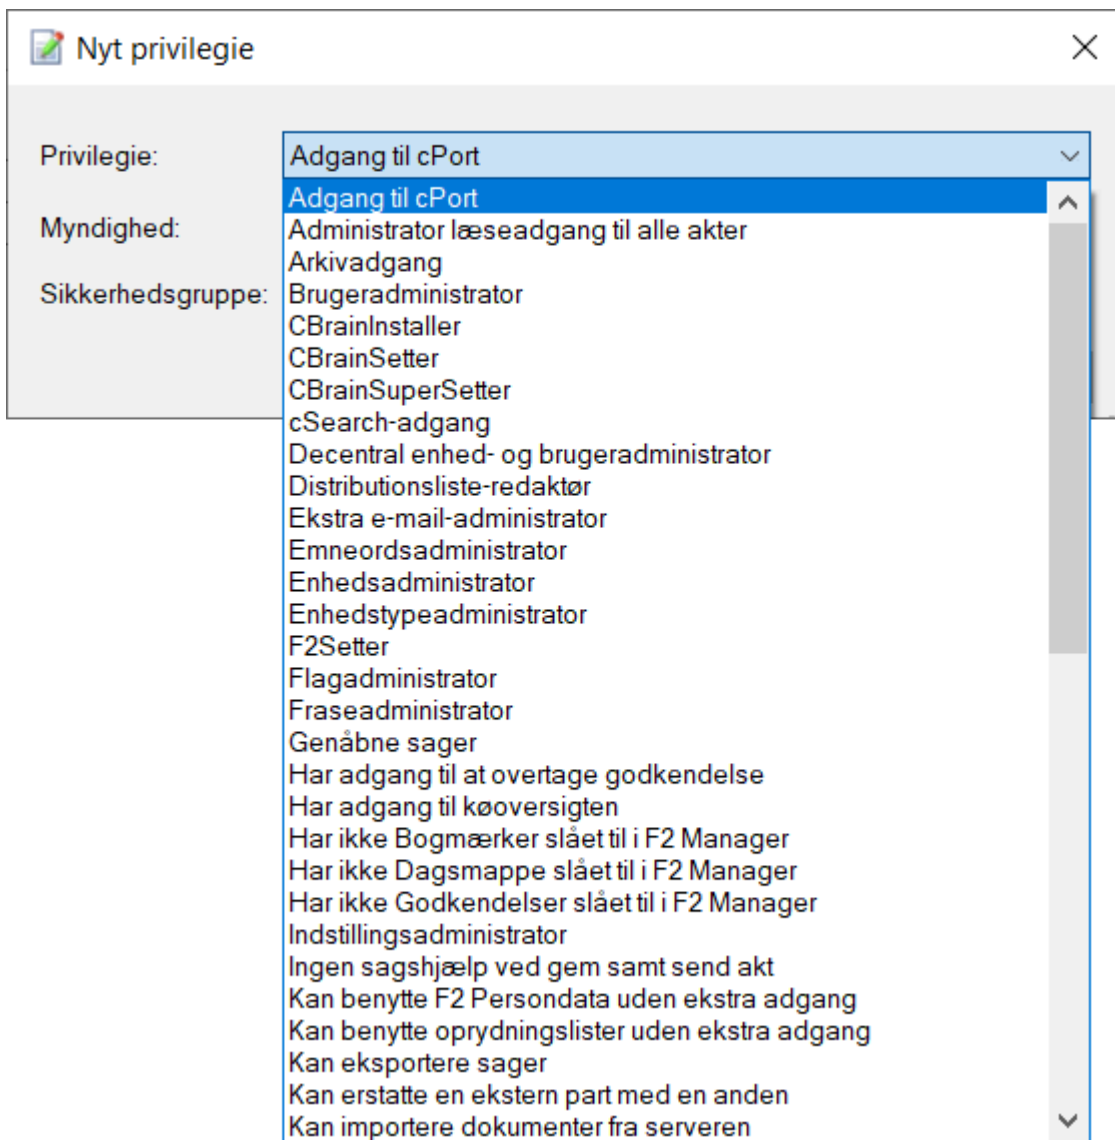 Nyt privilegie
Privilegie: Adgang til cPort
Myndighed:
Sikkerhedsgruppe:
Adgang til cPort
Administrator læseadgang til alle akter
Arkivadgang
Brugeradministrator
CBrainInstaller
CBrainSetter
CBrainSuperSetter
cSearch-adgang
Decentral enhed- og brugeradministrator
Distributionsliste-redaktør
Ekstra e-mail-administrator
Emneordsadministrator
Enhedsadministrator
Enhedstypeadministrator
F2Setter
Flagadministrator
Fraseadministrator
Genåbne sager
Har adgang til at overtage godkendelse
Har adgang til køoversigten
Har ikke Bogmærker slået til i F2 Manager
Har ikke Dagsmappe slået til i F2 Manager
Har ikke Godkendelser slået til i F2 Manager
Indstillingsadministrator
Ingen sagshjælp ved gem samt send akt
Kan benytte F2 Persondata uden ekstra adgang
Kan benytte oprydningslister uden ekstra adgang
Kan eksportere sager
Kan erstatte en ekstern part med en anden
Kan importere dokumenter fra serveren